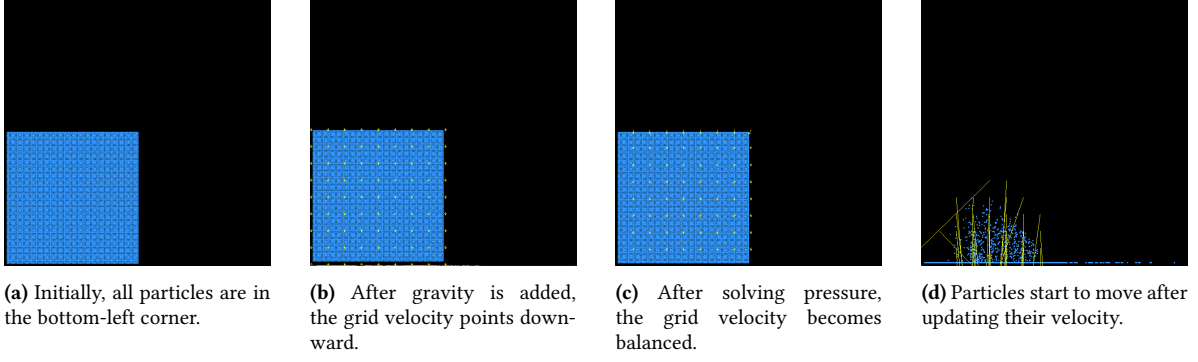 (a) Initially, all particles are in
the bottom-left corner.
(b) After gravity is added,
the grid velocity points down-
ward.
(c) After solving pressure,
the grid velocity becomes
balanced.
(d) Particles start to move after
updating their velocity.